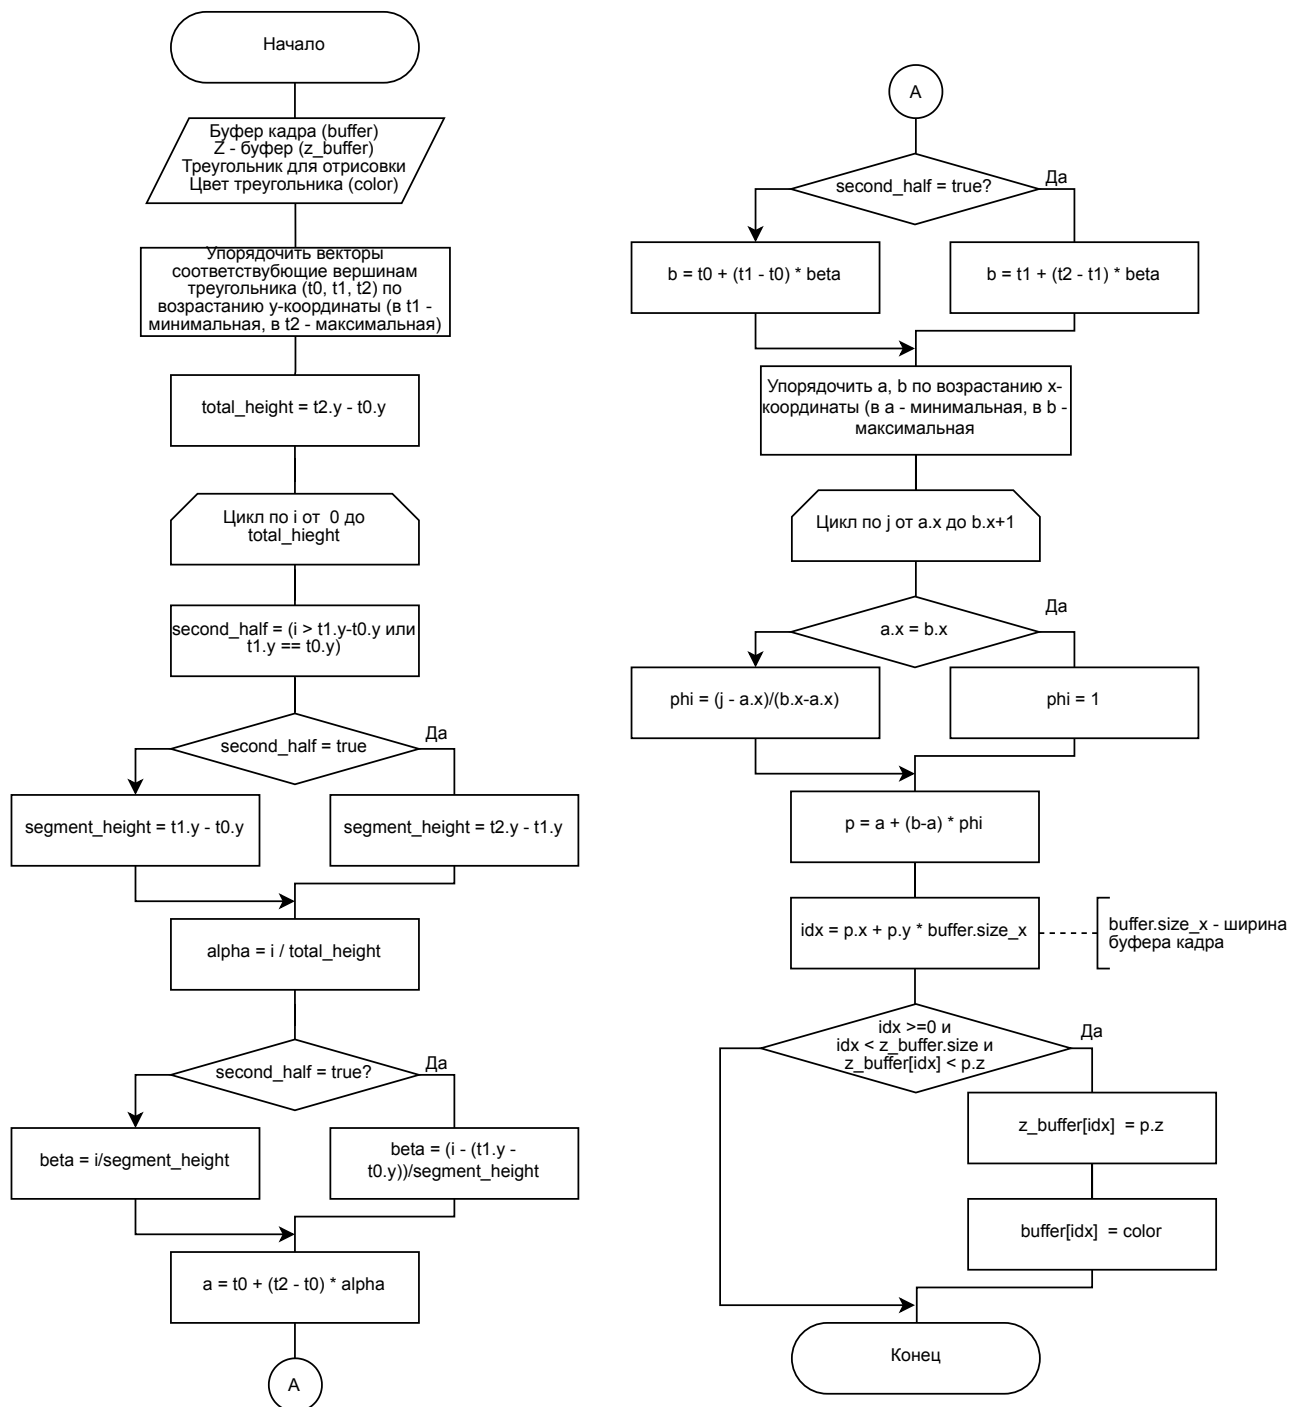 Начало
Буфер кадра (buffer)
Z - буфер (z_buffer)
Треугольник для отрисовки
Цвет треугольника (color)
Упорядочить векторы
соответствубющие вершинам
треугольника (t0, t1, t2) по
возрастанию y-координаты (в t1 -
минимальная, в t2 - максимальная)
total_height = t2.y - t0.y
Цикл по i от  0 до
total_hieght
second_half = (i > t1.y-t0.y или
t1.y == t0.y)
second_half = true
Да
segment_height = t1.y - t0.y
segment_height = t2.y - t1.y
alpha = i / total_height
second_half = true?
Да
beta = i/segment_height
beta = (i - (t1.y -
t0.y))/segment_height
a = t0 + (t2 - t0) * alpha
A
A
second_half = true?
Да
b = t0 + (t1 - t0) * beta
b = t1 + (t2 - t1) * beta
Упорядочить a, b по возрастанию x-
координаты (в a - минимальная, в b -
максимальная
Цикл по j от a.x до b.x+1
a.x = b.x
Да
phi = (j - a.x)/(b.x-a.x)
phi = 1
p = a + (b-a) * phi
idx = p.x + p.y * buffer.size_x
buffer.size_x - ширина
буфера кадра
idx >=0 и
idx < z_buffer.size и
z_buffer[idx] < p.z
Да
z_buffer[idx]  = p.z
buffer[idx]  = color
Конец